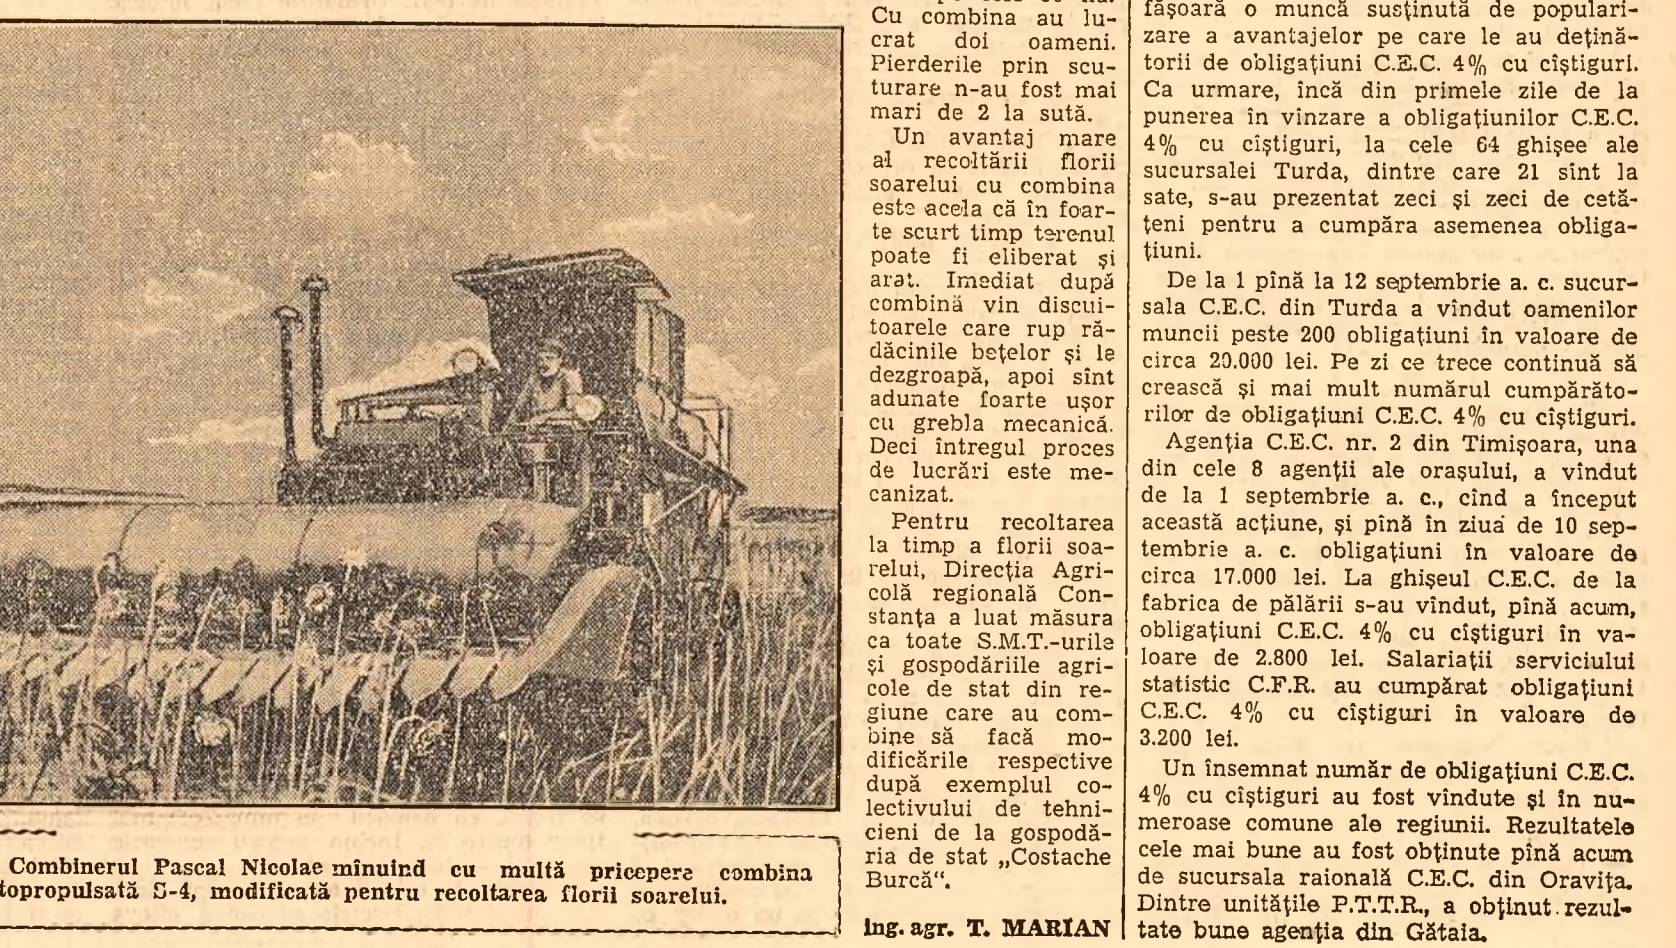 Combinerul Pascal Nicolae mînuind cu multă pricepere combina
topropulsată S-4, modificată pentru recoltarea florii soarelui.
Cu combina au lu-
crat doi oameni.
Pierderile prin scu-
turare n-au fost mai
mari de 2 la sută.
Un avantaj mare
al recoltării florii
soarelui cu combina
este acela că în foar-
te scurt timp terenul
poate fi eliberat și
arat. Imediat după
combină vin discui-
toarele care rup ră-
dăcinile bețelor și le
dezgroapă, apoi sînt
adunate foarte ușor
cu grebla mecanică.
Deci întregul proces
de lucrări este me-
canizat.
Pentru recoltarea
la timp a florii soa-
relui, Direcția Agri-
colă regională Con-
stanța a luat măsura
ca toate S.M.T.-urile
și gospodăriile agri-
cole de stat din re-
giune care au com-
bine să facă mo-
dificările respective
după exemplul co-
lectivului de tehni-
cieni de la gospodă-
ria de stat „Costache
Burcă“.
Ing. agr. T. MARIAN
fășoară o muncă susținută de populari-
zare a avantajelor pe care le au dețină-
torii de obligațiuni C.E.C. 4% cu cîștiguri.
Ca urmare, încă din primele zile de la
punerea în vînzare a obligațiunilor C.E.C.
4% cu cîștiguri, la cele 64 ghișee ale
sucursalei Turda, dintre care 21 sînt la
sate, s-au prezentat zeci și zeci de cetă-
țeni pentru a cumpăra asemenea obliga-
țiuni.
De la 1 pînă la 12 septembrie a. c. sucur-
sala C.E.C. din Turda a vîndut oamenilor
muncii peste 200 obligațiuni în valoare de
circa 20.000 lei. Pe zi ce trece continuă să
crească și mai mult numărul cumpărăto-
rilor de obligațiuni C.E.C. 4% cu cîștiguri.
Agenția C.E.C. nr. 2 din Timișoara, una
din cele 8 agenții ale orașului, a vîndut
de la 1 septembrie a. c., cînd a început
această acțiune, și pînă în ziua de 10 sep-
tembrie a. c. obligațiuni în valoare de
circa 17.000 lei. La ghișeul C.E.C. de la
fabrica de pălării s-au vîndut, pînă acum,
obligațiuni C.E.C. 4% cu cîștiguri în va-
loare de 2.800 lei. Salariații serviciului
statistic C.F.R. au cumpărat obligațiuni
C.E.C. 4% cu cîștiguri în valoare de
3.200 lei.
Un însemnat număr de obligațiuni C.E.C.
4% cu cîștiguri au fost vîndute și în nu-
meroase comune ale regiunii. Rezultatele
cele mai bune au fost obținute pînă acum
de sucursala raională C.E.C. din Oravița.
Dintre unitățile P.T.T.R., a obținut rezul-
tate bune agenția din Gătaia.